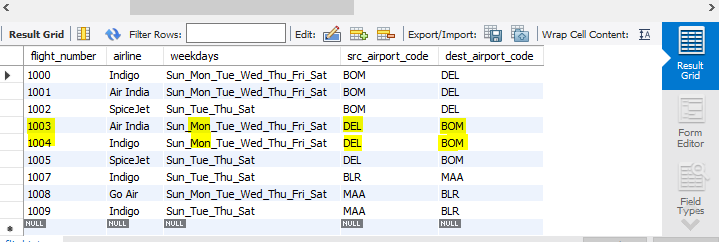 Result Grid Filter Rows: Edit: Export/Import: Wrap Cell Content:
flight_number airline weekdays src_airport_code dest_airport_code
1000 Indigo Sun_Mon_Tue_Wed_Thu_Fri_Sat BOM DEL
1001 Air India Sun_Mon_Tue_Wed_Thu_Fri_Sat BOM DEL
1002 SpiceJet Sun_Tue_Thu_Sat BOM DEL
1003 Air India Sun_Mon_Tue_Wed_Thu_Fri_Sat DEL BOM
1004 Indigo Sun_Mon_Tue_Wed_Thu_Fri_Sat DEL BOM
1005 SpiceJet Sun_Tue_Thu_Sat DEL BOM
1007 Indigo Sun_Tue_Thu_Sat BLR MAA
1008 Go Air Sun_Mon_Tue_Wed_Thu_Fri_Sat MAA BLR
1009 Indigo Sun_Tue_Thu_Sat MAA BLR
NULL NULL NULL NULL NULL
Result
Grid
Form
Editor
Field
Types